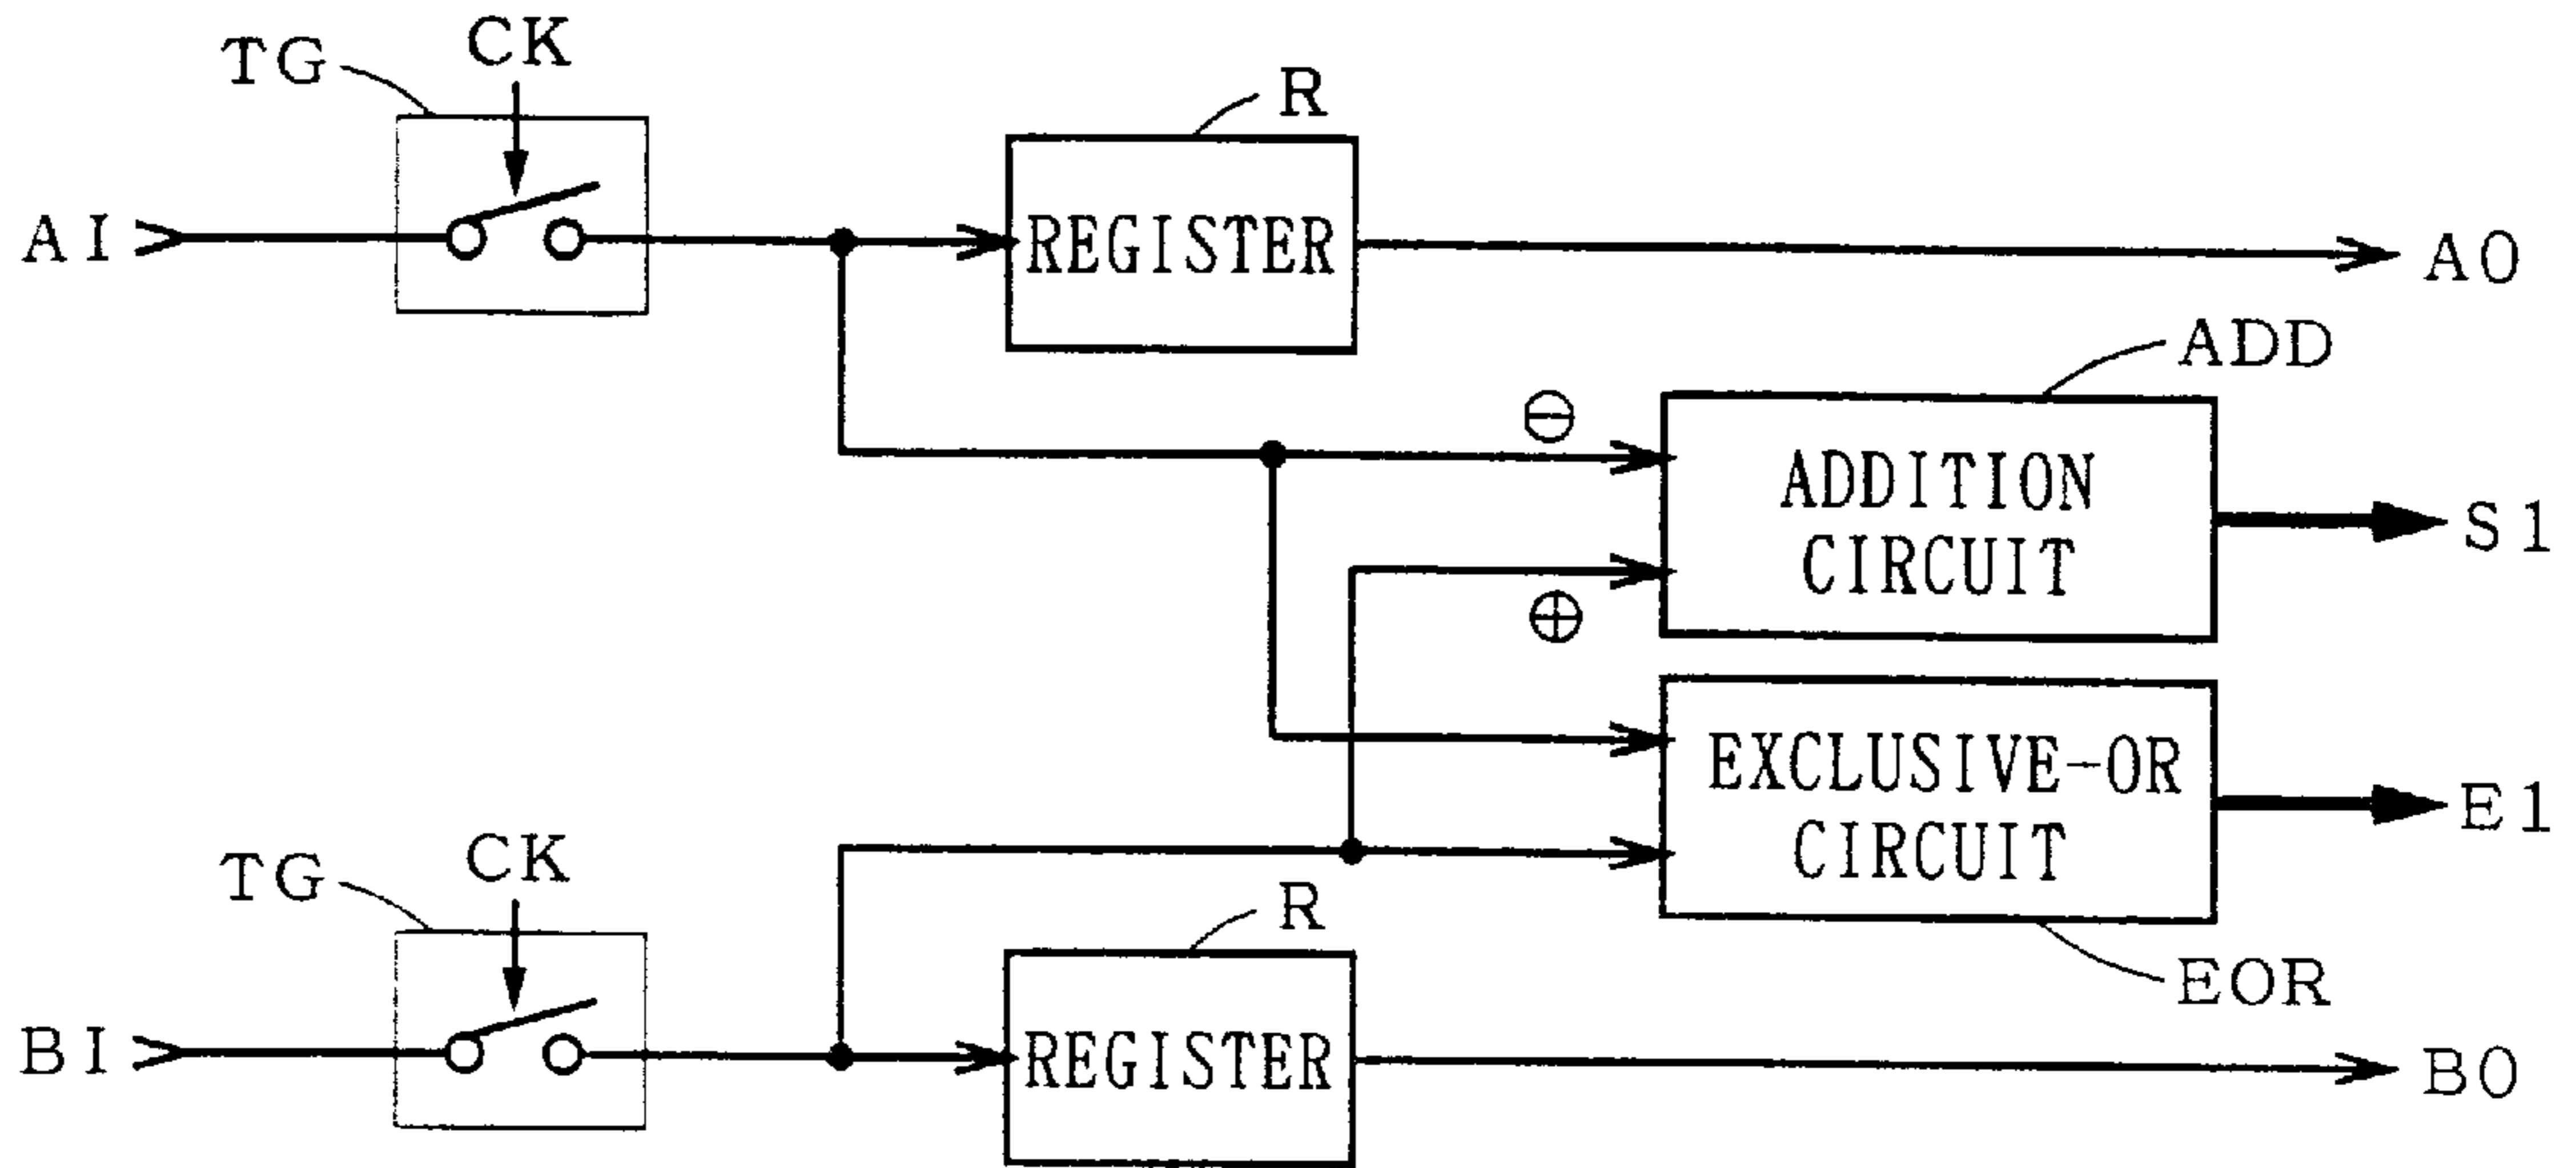 CK
TG
R
AI
REGISTER
AO
ADD
⊖
ADDITION
CIRCUIT
S1
⊕
EXCLUSIVE-OR
CIRCUIT
E1
CK
TG
R
EOR
BI
REGISTER
BO